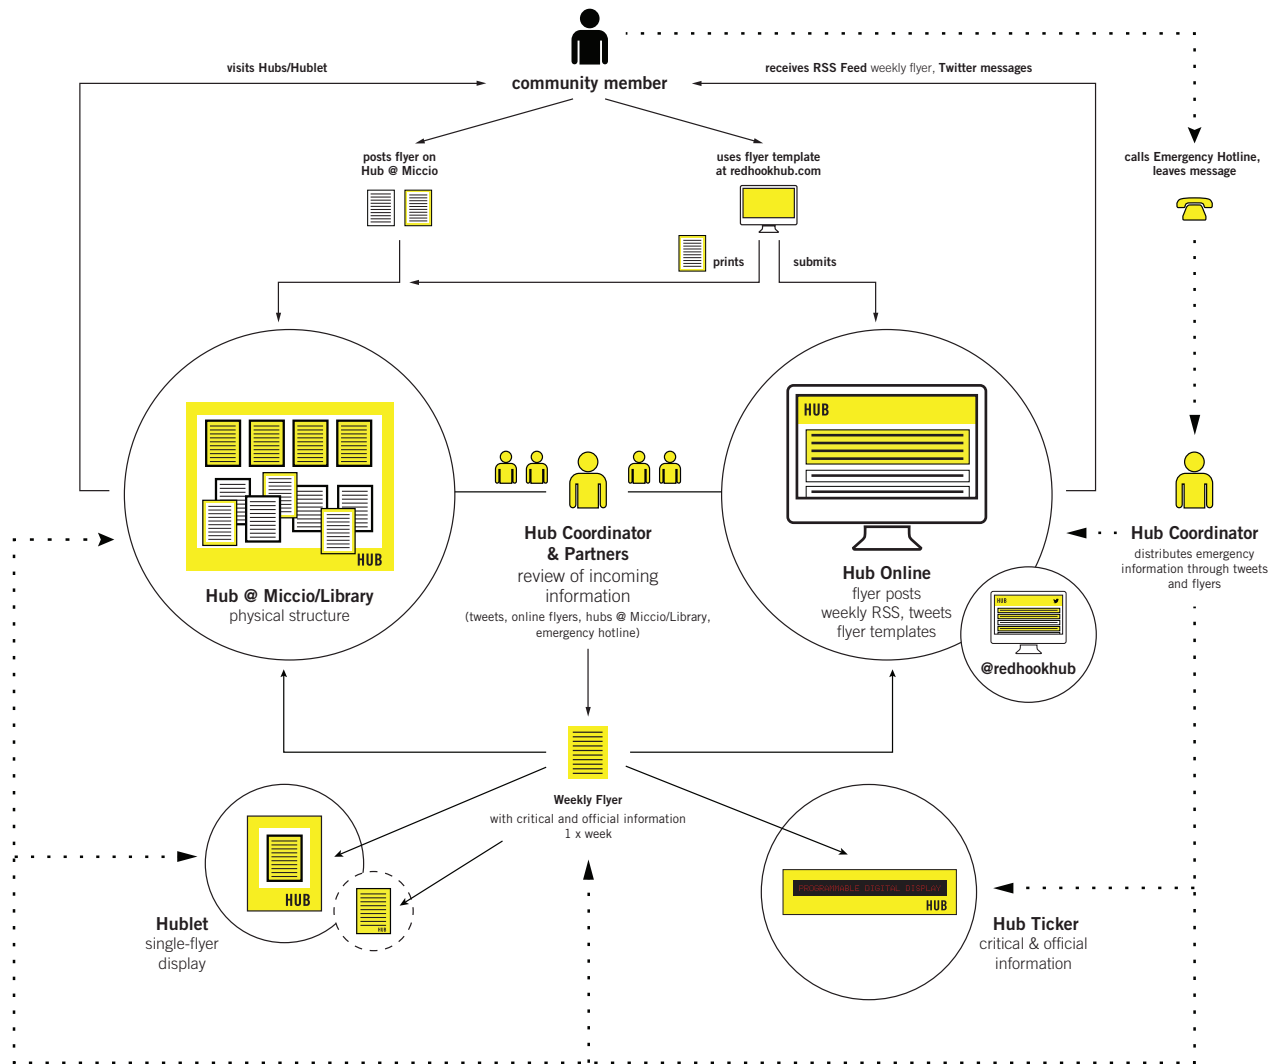 visits Hubs/Hublet
receives RSS Feed weekly flyer, Twitter messages
community member
posts flyer on
Hub @ Miccio
uses flyer template
at redhookhub.com
calls Emergency Hotline,
leaves message
prints
submits
HUB
HUB
Hub @ Miccio/Library
physical structure
Hub Coordinator
& Partners
review of incoming
information
(tweets, online flyers, hubs @ Miccio/Library,
emergency hotline)
Hub Online
flyer posts
weekly RSS, tweets
flyer templates
Hub Coordinator
distributes emergency
information through tweets
and flyers
HUB
@redhookhub
Weekly Flyer
with critical and official information
1 x week
HUB
HUB
Hublet
single-flyer
display
PROGRAMMABLE DIGITAL DISPLAY
HUB
Hub Ticker
critical & official
information